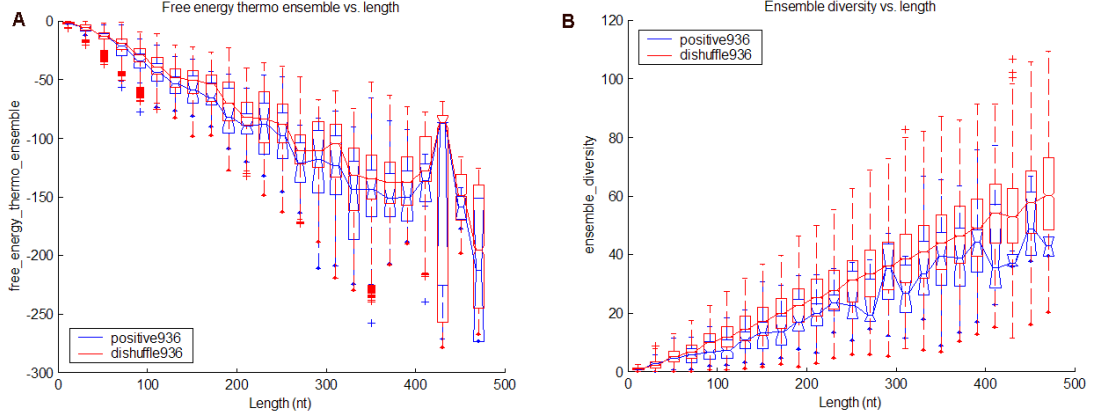 A
Free energy thermo ensemble vs. length
free_energy_thermo_ensemble
0
-50
-100
-150
-200
-250
-300
positive936
dishuffle936
0
100
200
300
400
500
Length (nt)
B
Ensemble diversity vs. length
ensemble_diversity
120
100
80
60
40
20
0
positive936
dishuffle936
0
100
200
300
400
500
Length (nt)